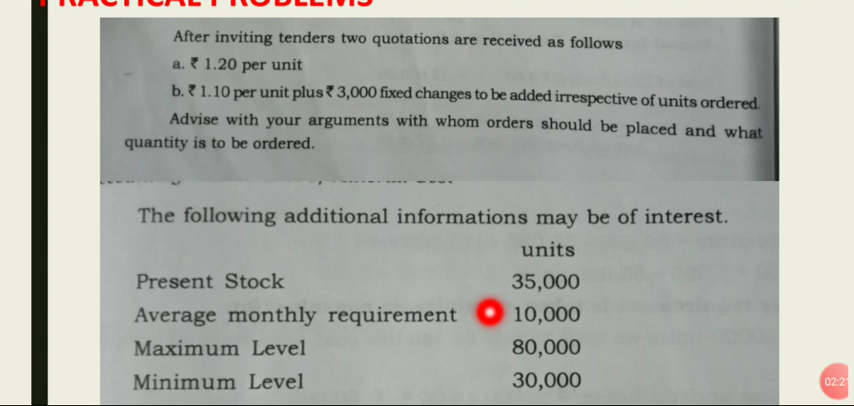 PRACTICAL PROBLEMS
After inviting tenders two quotations are received as follows
a. ₹ 1.20 per unit
b. ₹ 1.10 per unit plus ₹ 3,000 fixed changes to be added irrespective of units ordered.
Advise with your arguments with whom orders should be placed and what
quantity is to be ordered.
The following additional informations may be of interest.
units
Present Stock 35,000
Average monthly requirement 10,000
Maximum Level 80,000
Minimum Level 30,000